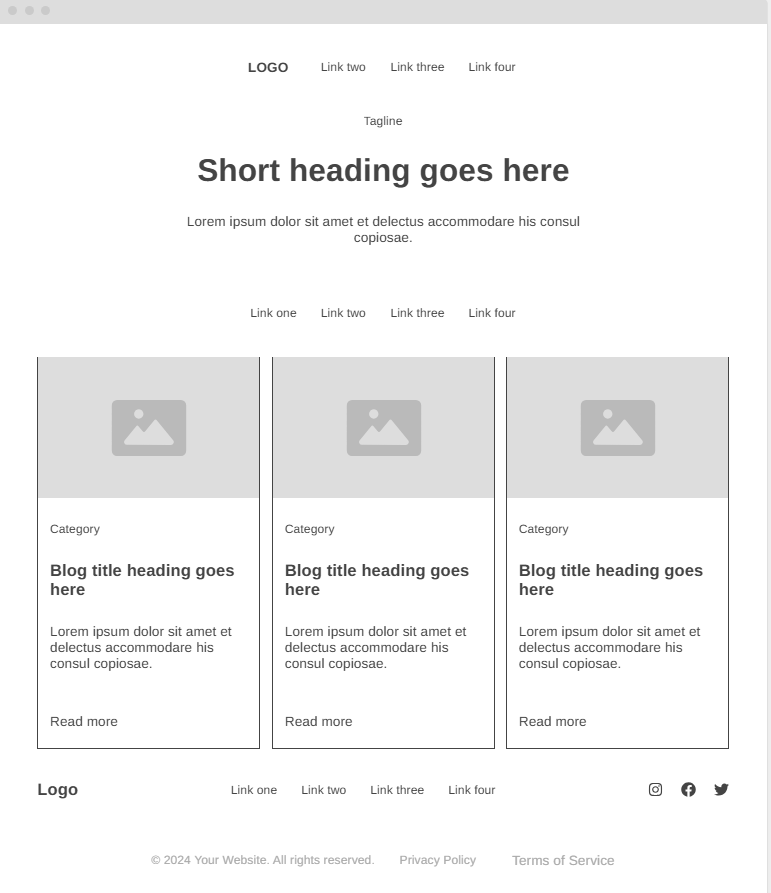 LOGO Link two Link three Link four
Tagline
Short heading goes here
Lorem ipsum dolor sit amet et delectus accommodare his consul
copiosae.
Link one Link two Link three Link four
Category
Blog title heading goes
here
Lorem ipsum dolor sit amet et
delectus accommodare his
consul copiosae.
Read more
Category
Blog title heading goes
here
Lorem ipsum dolor sit amet et
delectus accommodare his
consul copiosae.
Read more
Category
Blog title heading goes
here
Lorem ipsum dolor sit amet et
delectus accommodare his
consul copiosae.
Read more
Logo Link one Link two Link three Link four
© 2024 Your Website. All rights reserved. Privacy Policy Terms of Service